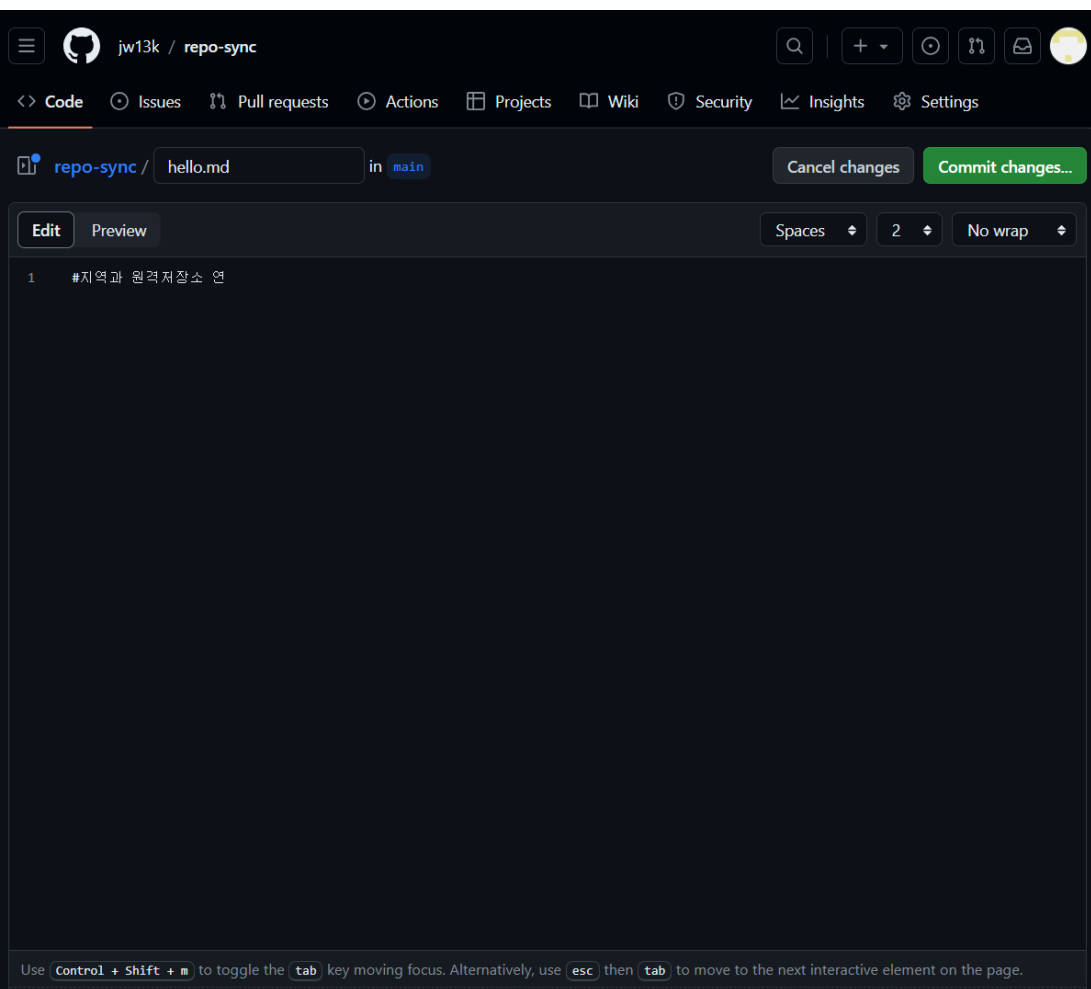 jw13k / repo-sync
Code Issues Pull requests Actions Projects Wiki Security Insights Settings
repo-sync / hello.md in main Cancel changes Commit changes...
Edit Preview Spaces 2 No wrap
1 #지역과 원격저장소 연
Use Control + Shift + m to toggle the tab key moving focus. Alternatively, use esc then tab to move to the next interactive element on the page.